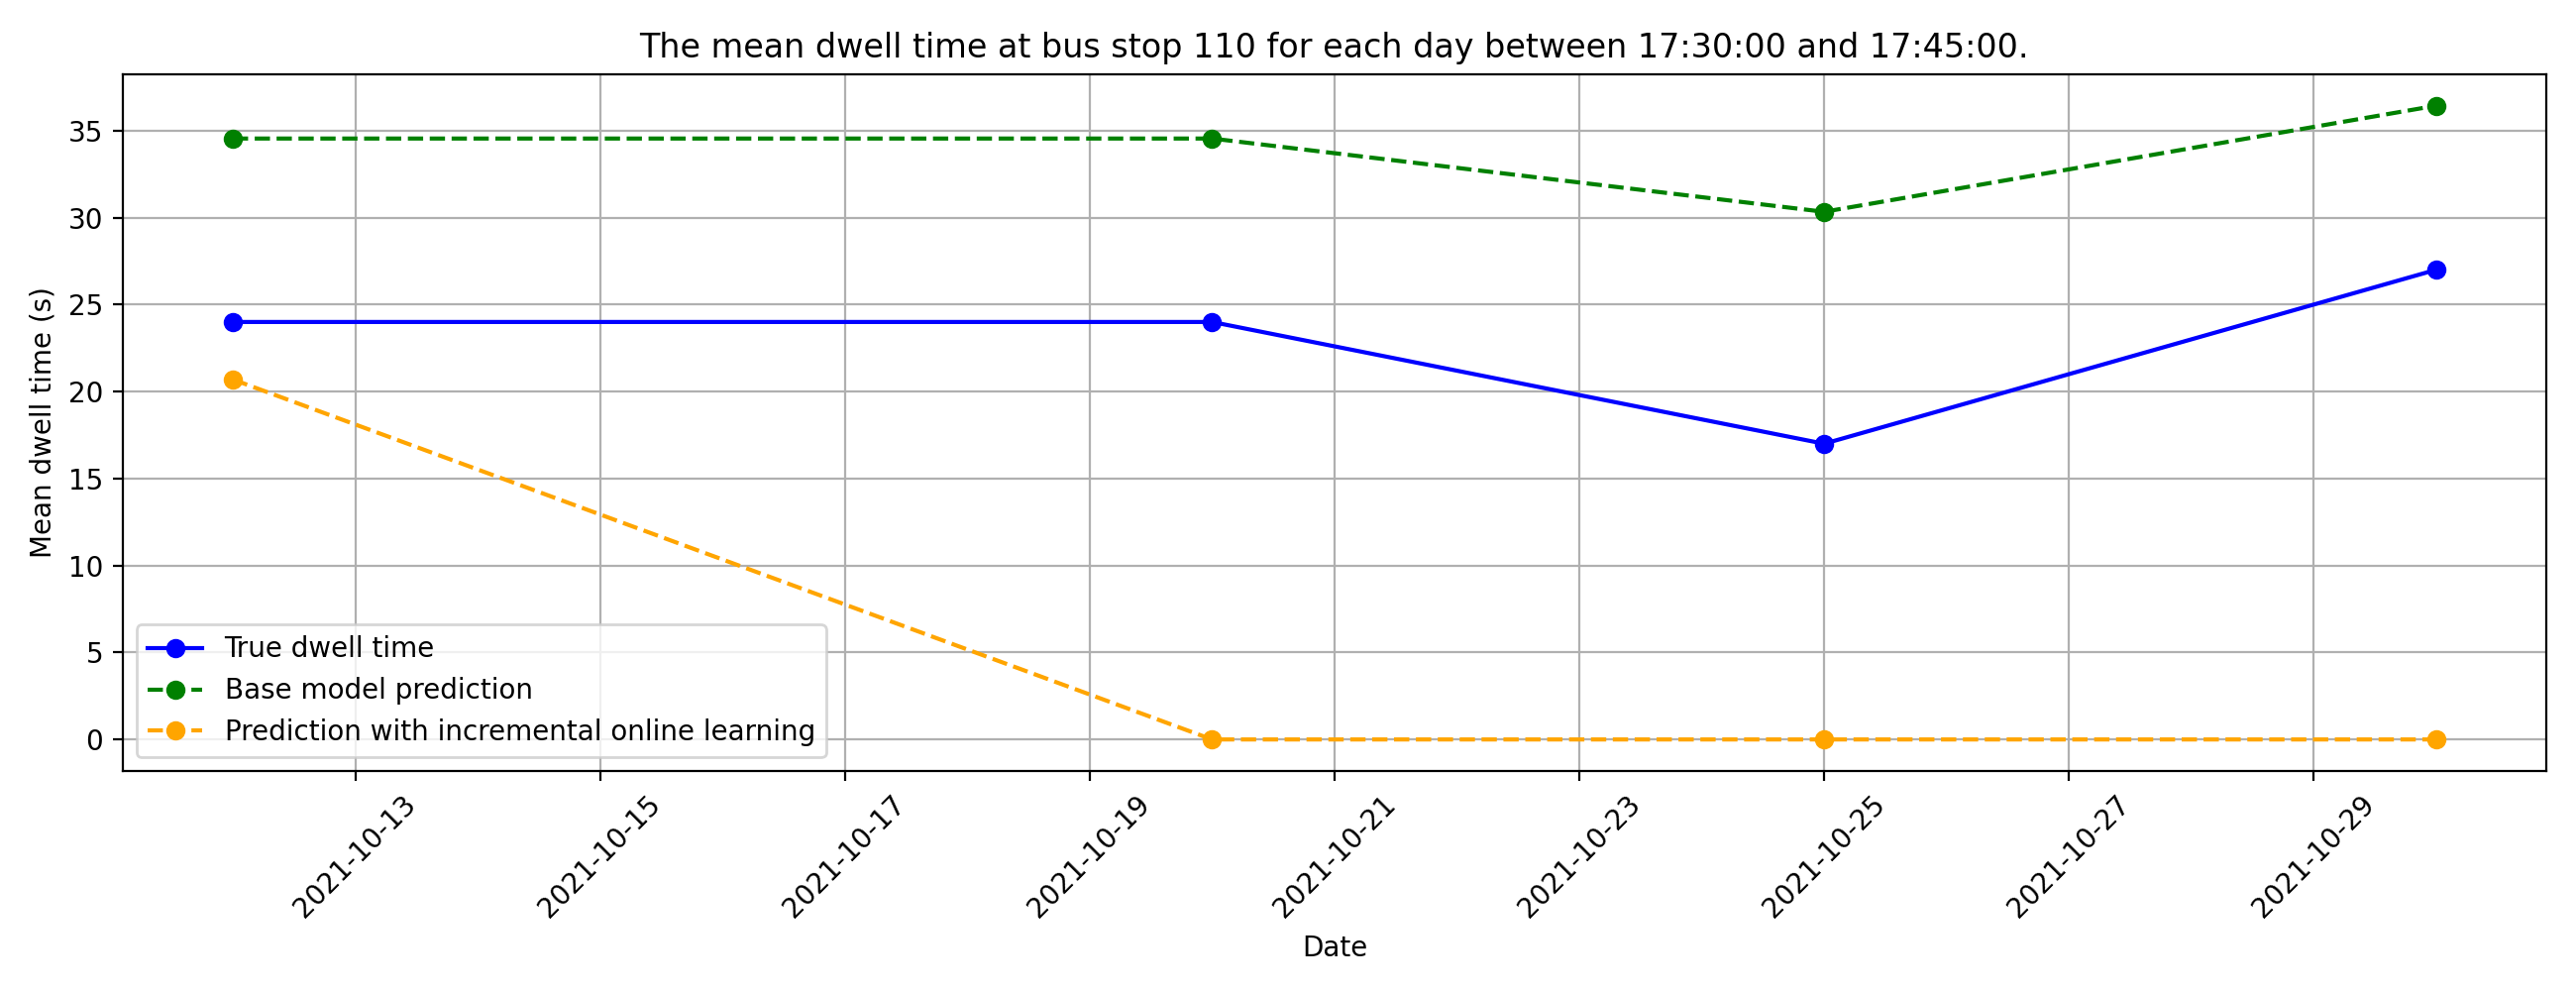 The mean dwell time at bus stop 110 for each day between 17:30:00 and 17:45:00.
Mean dwell time (s)
35
30
25
20
15
10
5
0
True dwell time
Base model prediction
Prediction with incremental online learning
2021-10-13
2021-10-15
2021-10-17
2021-10-19
2021-10-21
2021-10-23
2021-10-25
2021-10-27
2021-10-29
Date